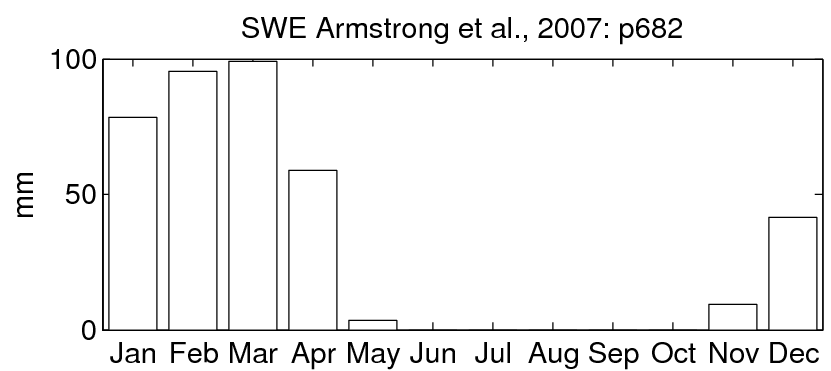 SWE Armstrong et al., 2007: p682
100
50
0
mm
Jan Feb Mar Apr May Jun Jul Aug Sep Oct Nov Dec